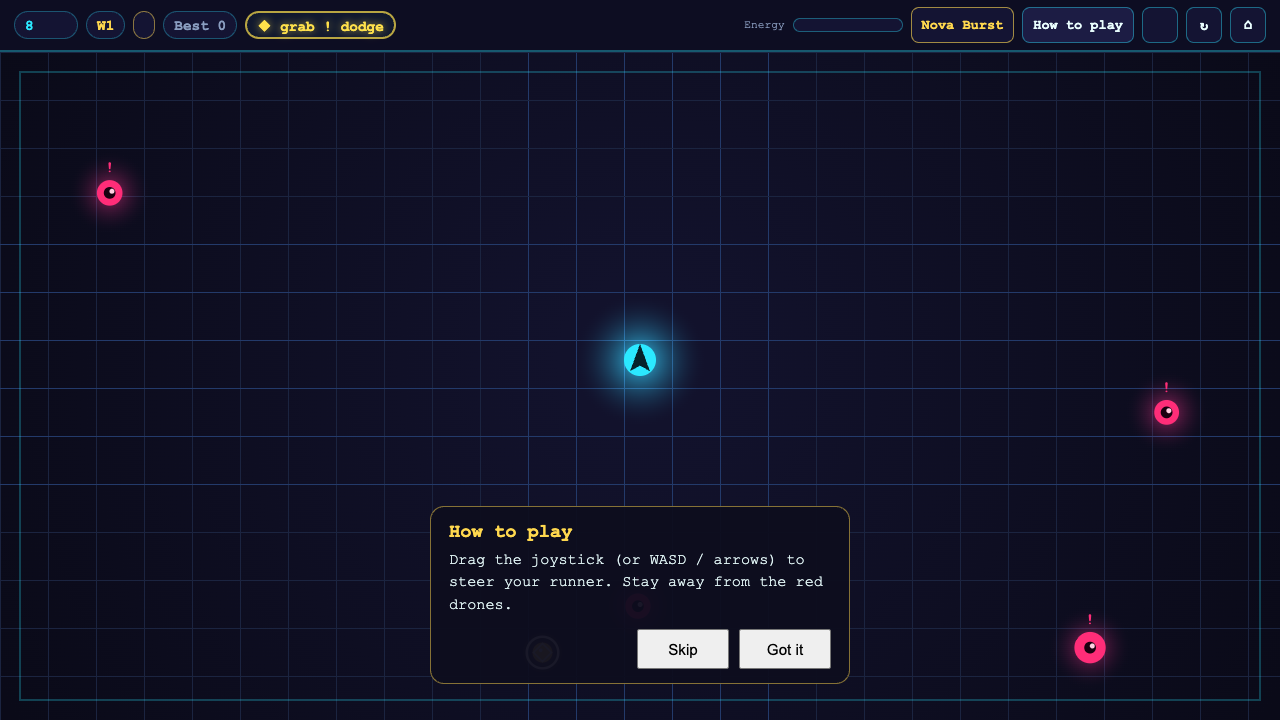 8
W1
Best 0
◆ grab ! dodge
Energy
Nova Burst
How to play
↻
⌂
!
!
!
How to play
Drag the joystick (or WASD / arrows) to
steer your runner. Stay away from the red
drones.
Skip
Got it